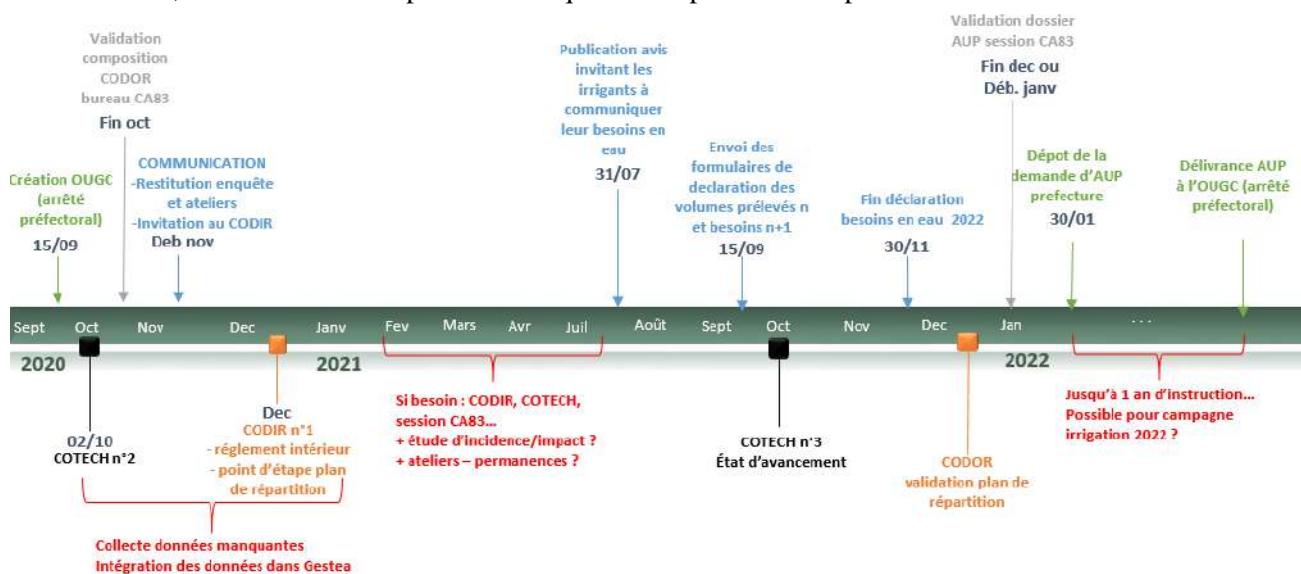 Validation
composition
CODOR
bureau CA83
Fin oct
Création OUGC
(arrêté
préfectoral)
15/09
COMMUNICATION
-Restitution enquête
et ateliers
-Invitation au CODIR
Deb nov
Publication avis
invitant les
irrigants à
communiquer
leur besoins en
eau
31/07
Envoi des
formulaires de
declaration des
volumes prélevés n
et besoins n+1
15/09
Fin déclaration
besoins en eau 2022
30/11
Validation dossier
AUP session CA83
Fin dec ou
Déb. janv
Dépot de la
demande d'AUP
prefecture
30/01
Délivrance AUP
à l'OUGC (arrêté
préfectoral)
Sept Oct Nov Dec Janv Fev Mars Avr Juil Août Sept Oct Nov Dec Jan ...
2020 2021 2022
02/10
COTECH n°2
Dec
CODIR n°1
- réglement intérieur
- point d'étape plan
de répartition
Collecte données manquantes
Intégration des données dans Gestea
Si besoin : CODIR, COTECH,
session CA83...
+ étude d'incidence/impact ?
+ ateliers – permanences ?
COTECH n°3
État d'avancement
CODOR
validation plan de
répartition
Jusqu'à 1 an d'instruction...
Possible pour campagne
irrigation 2022 ?